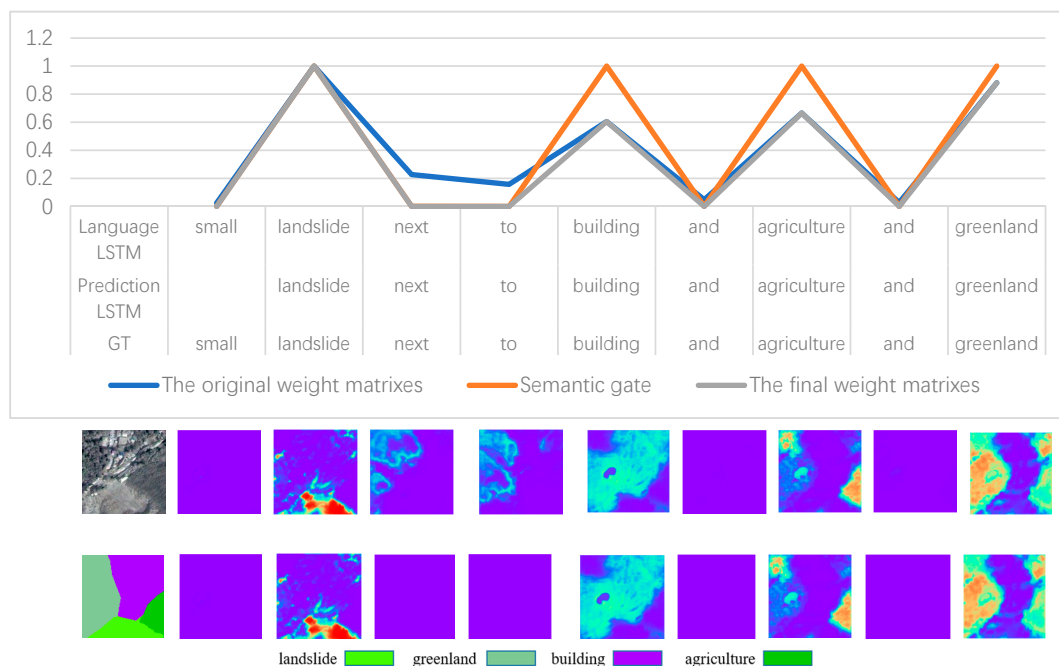 1.2
1
0.8
0.6
0.4
0.2
0
Language LSTM small landslide next to building and agriculture and greenland
Prediction LSTM landslide next to building and agriculture and greenland
GT small landslide next to building and agriculture and greenland
The original weight matrixes Semantic gate The final weight matrixes
landslide greenland building agriculture